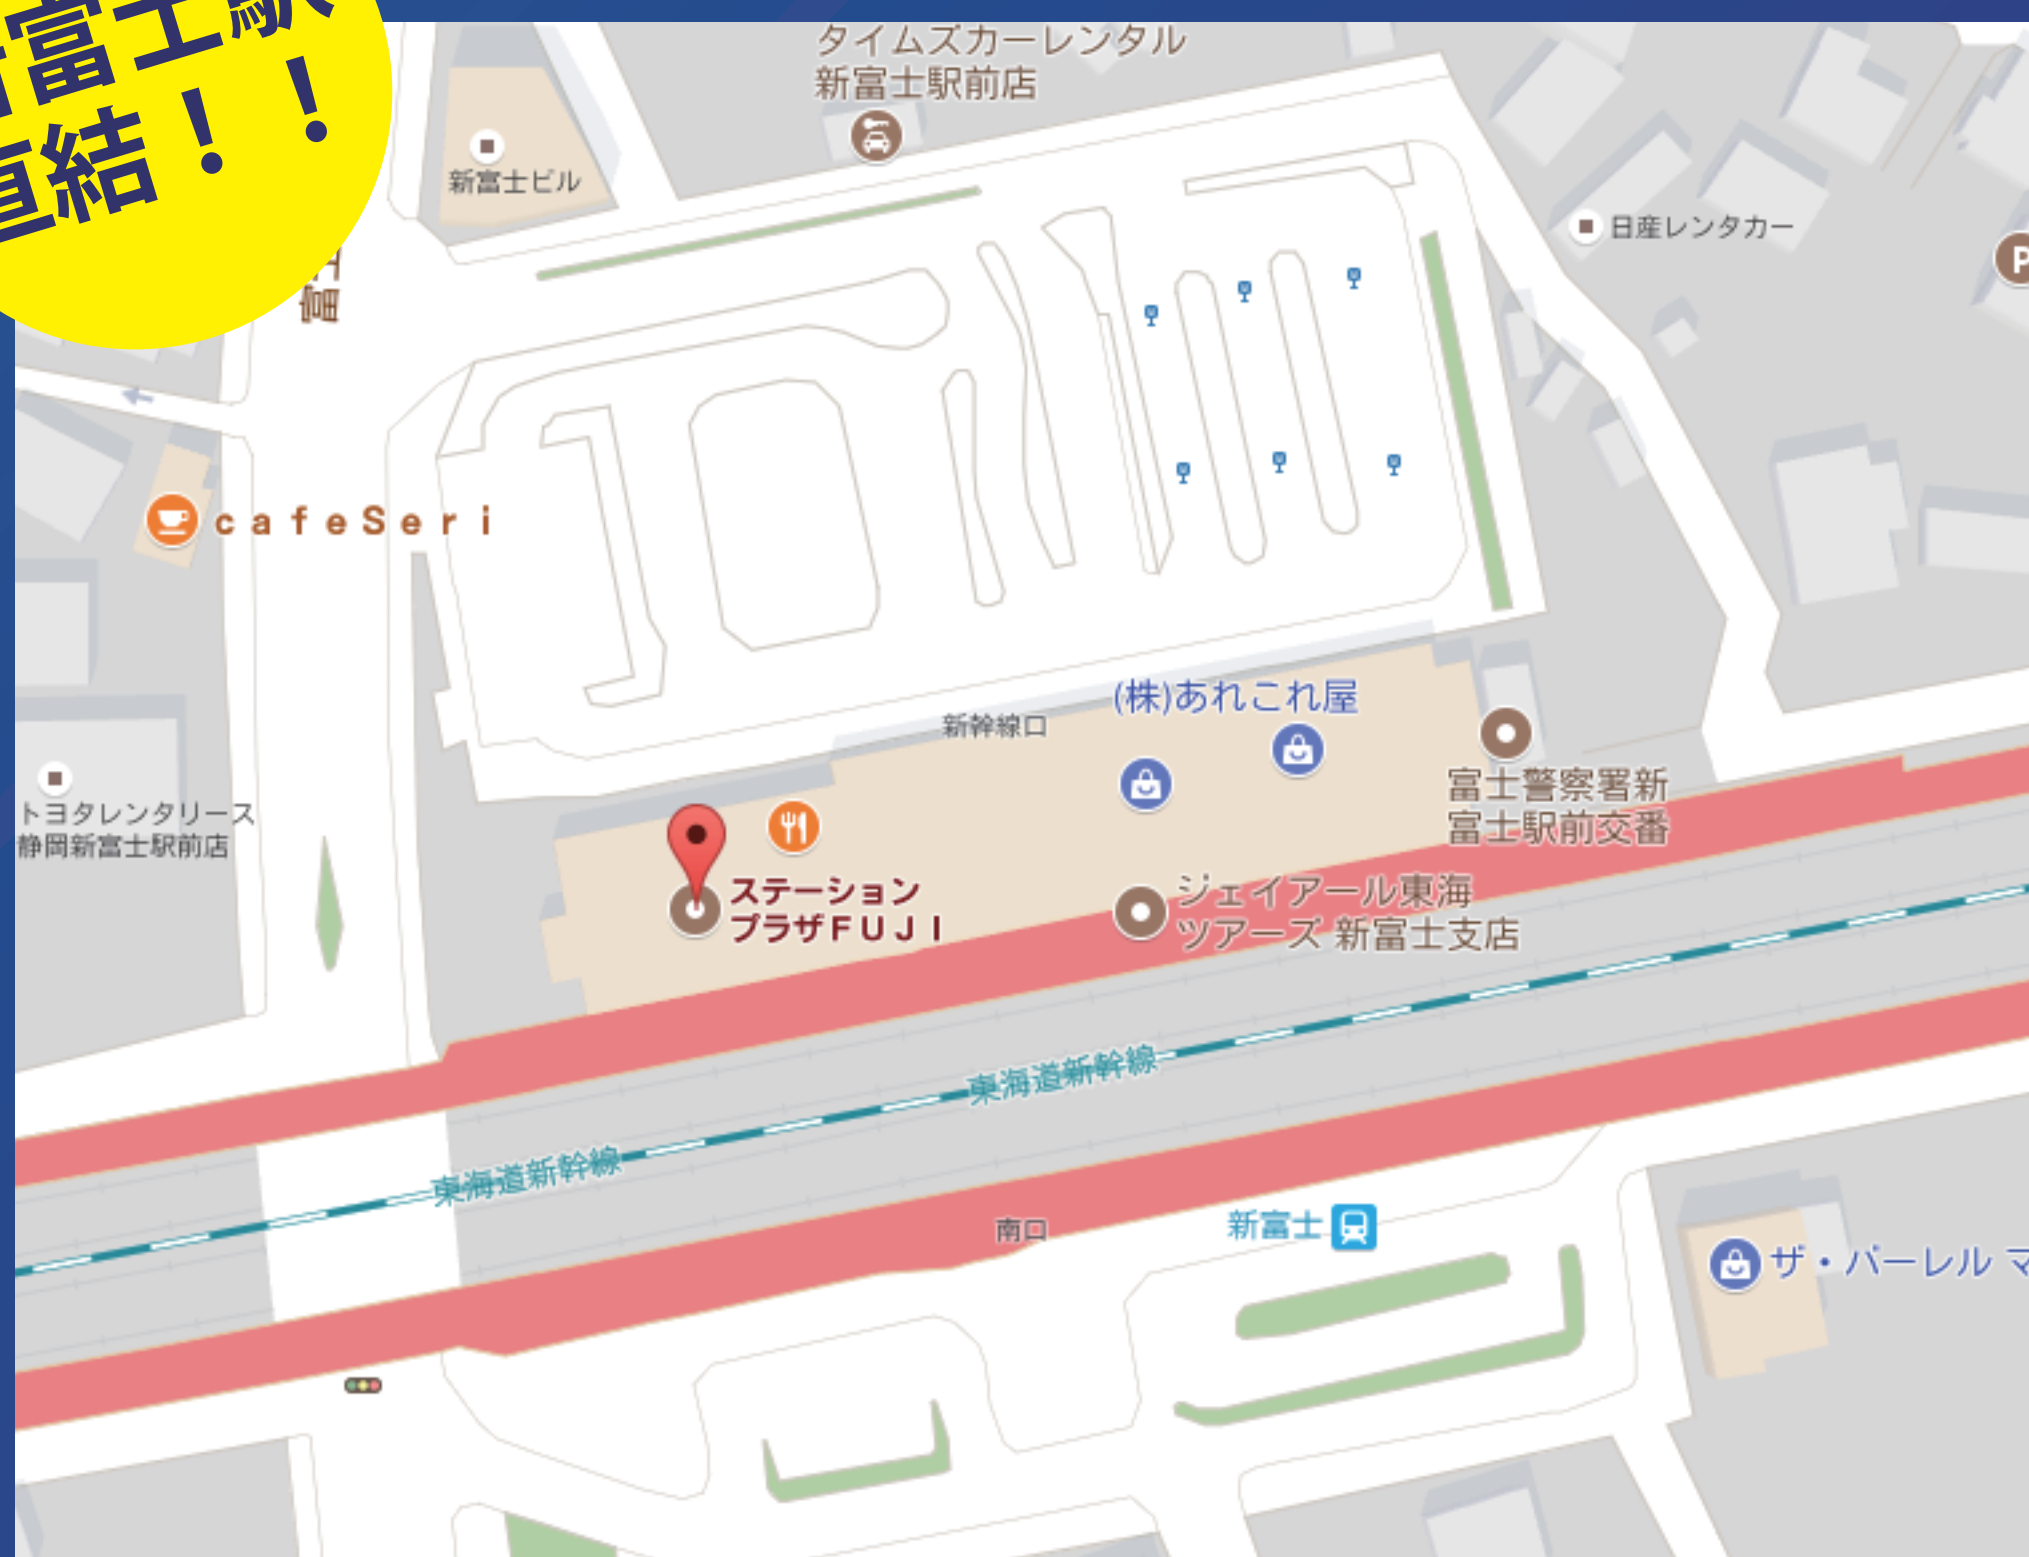 富士駅
直結！！
タイムズカーレンタル
新富士駅前店
新富士ビル
日産レンタカー
P
富士
cafeSeri
(株)あれこれ屋
新幹線口
トヨタレンタリース
静岡新富士駅前店
富士警察署新
富士駅前交番
ステーション
プラザFUJI
ジェイアール東海
ツアーズ 新富士支店
東海道新幹線
東海道新幹線
南口
新富士
ザ・バーレル マ